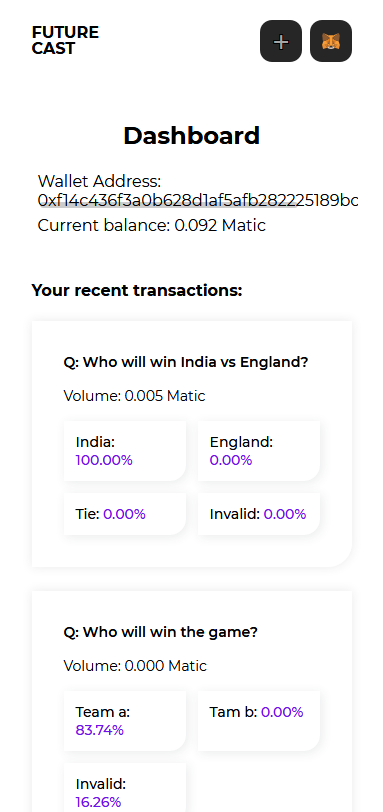 FUTURE
CAST
Dashboard
Wallet Address:
0xf14c436f3a0b628d1af5afb282225189bc
Current balance: 0.092 Matic
Your recent transactions:
Q: Who will win India vs England?
Volume: 0.005 Matic
India:
100.00%
England:
0.00%
Tie: 0.00%
Invalid: 0.00%
Q: Who will win the game?
Volume: 0.000 Matic
Team a:
83.74%
Tam b: 0.00%
Invalid:
16.26%